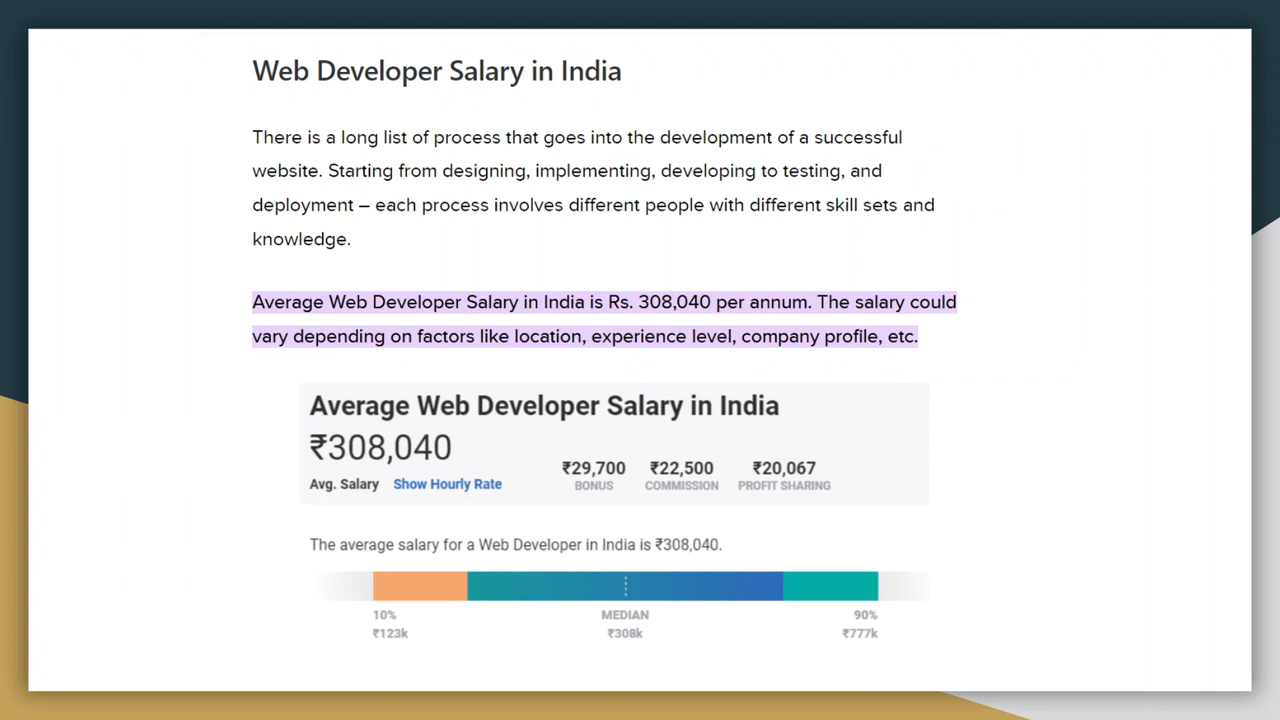 Web Developer Salary in India
There is a long list of process that goes into the development of a successful
website. Starting from designing, implementing, developing to testing, and
deployment – each process involves different people with different skill sets and
knowledge.
Average Web Developer Salary in India is Rs. 308,040 per annum. The salary could
vary depending on factors like location, experience level, company profile, etc.
Average Web Developer Salary in India
₹308,040
₹29,700 ₹22,500 ₹20,067
Avg. Salary Show Hourly Rate BONUS COMMISSION PROFIT SHARING
The average salary for a Web Developer in India is ₹308,040.
10% MEDIAN 90%
₹123k ₹308k ₹777k